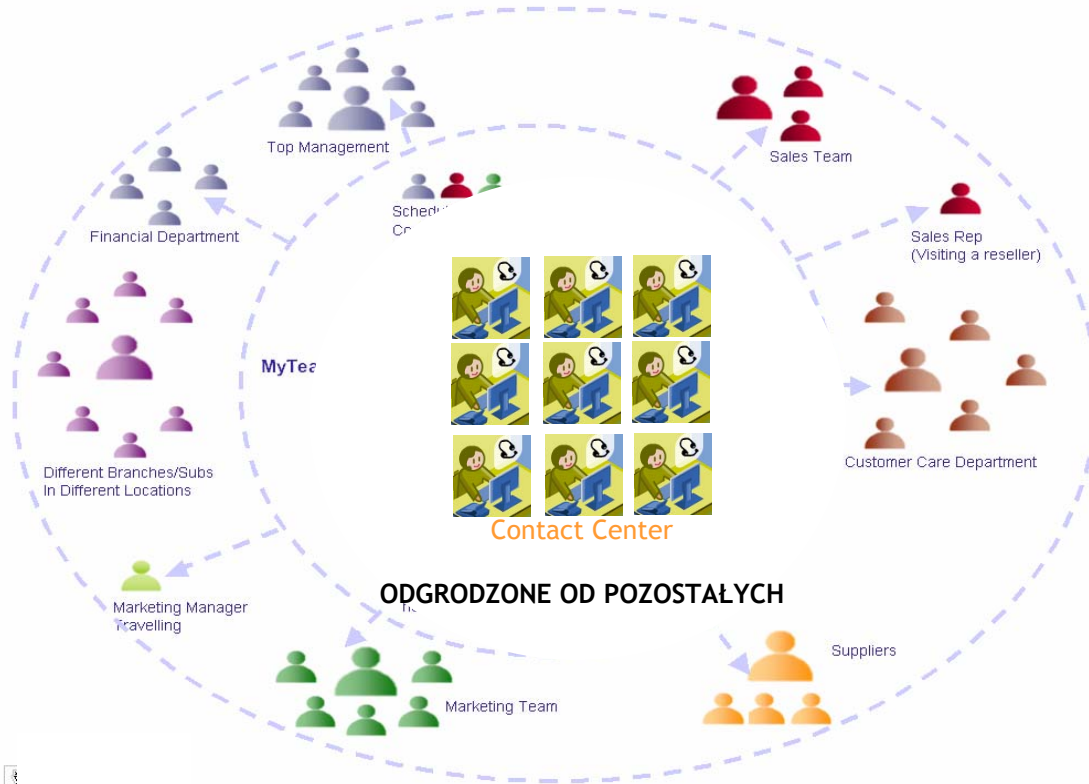 Top Management
Sales Team
Financial Department
Sales Rep
(Visiting a reseller)
MyTea
Different Branches/Subs
In Different Locations
Customer Care Department
Contact Center
ODGRODZONE OD POZOSTAŁYCH
Marketing Manager
Travelling
Suppliers
Marketing Team